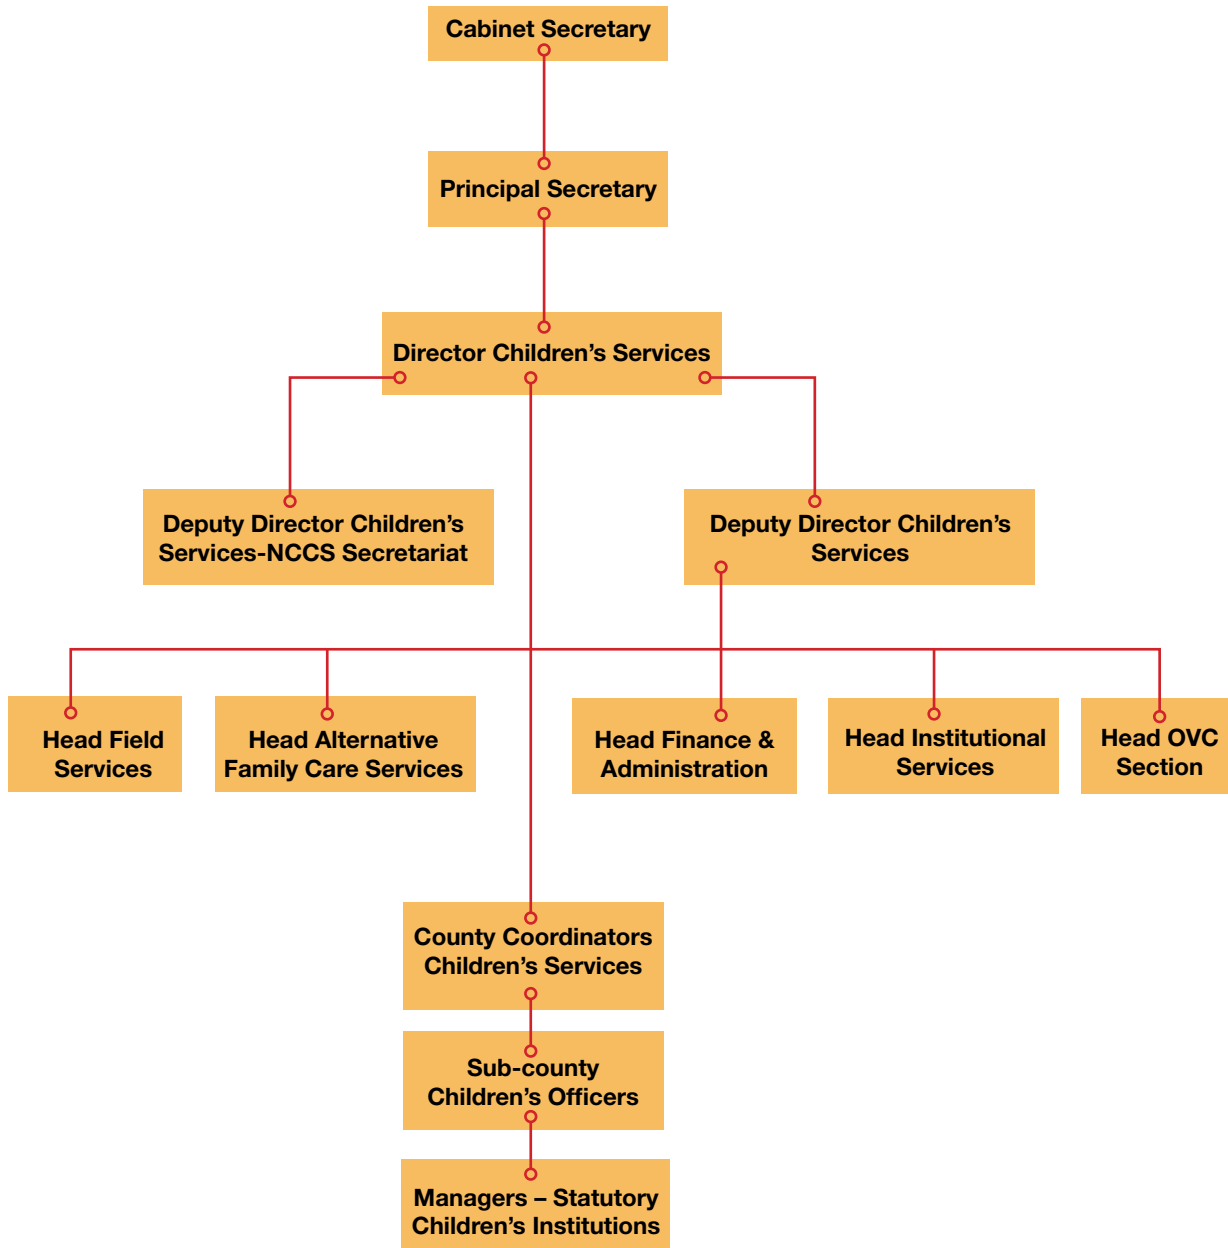 Cabinet Secretary
Principal Secretary
Director Children’s Services
Deputy Director Children’s
Services-NCCS Secretariat
Deputy Director Children’s
Services
Head Field
Services
Head Alternative
Family Care Services
Head Finance &
Administration
Head Institutional
Services
Head OVC
Section
County Coordinators
Children’s Services
Sub-county
Children’s Officers
Managers – Statutory
Children’s Institutions